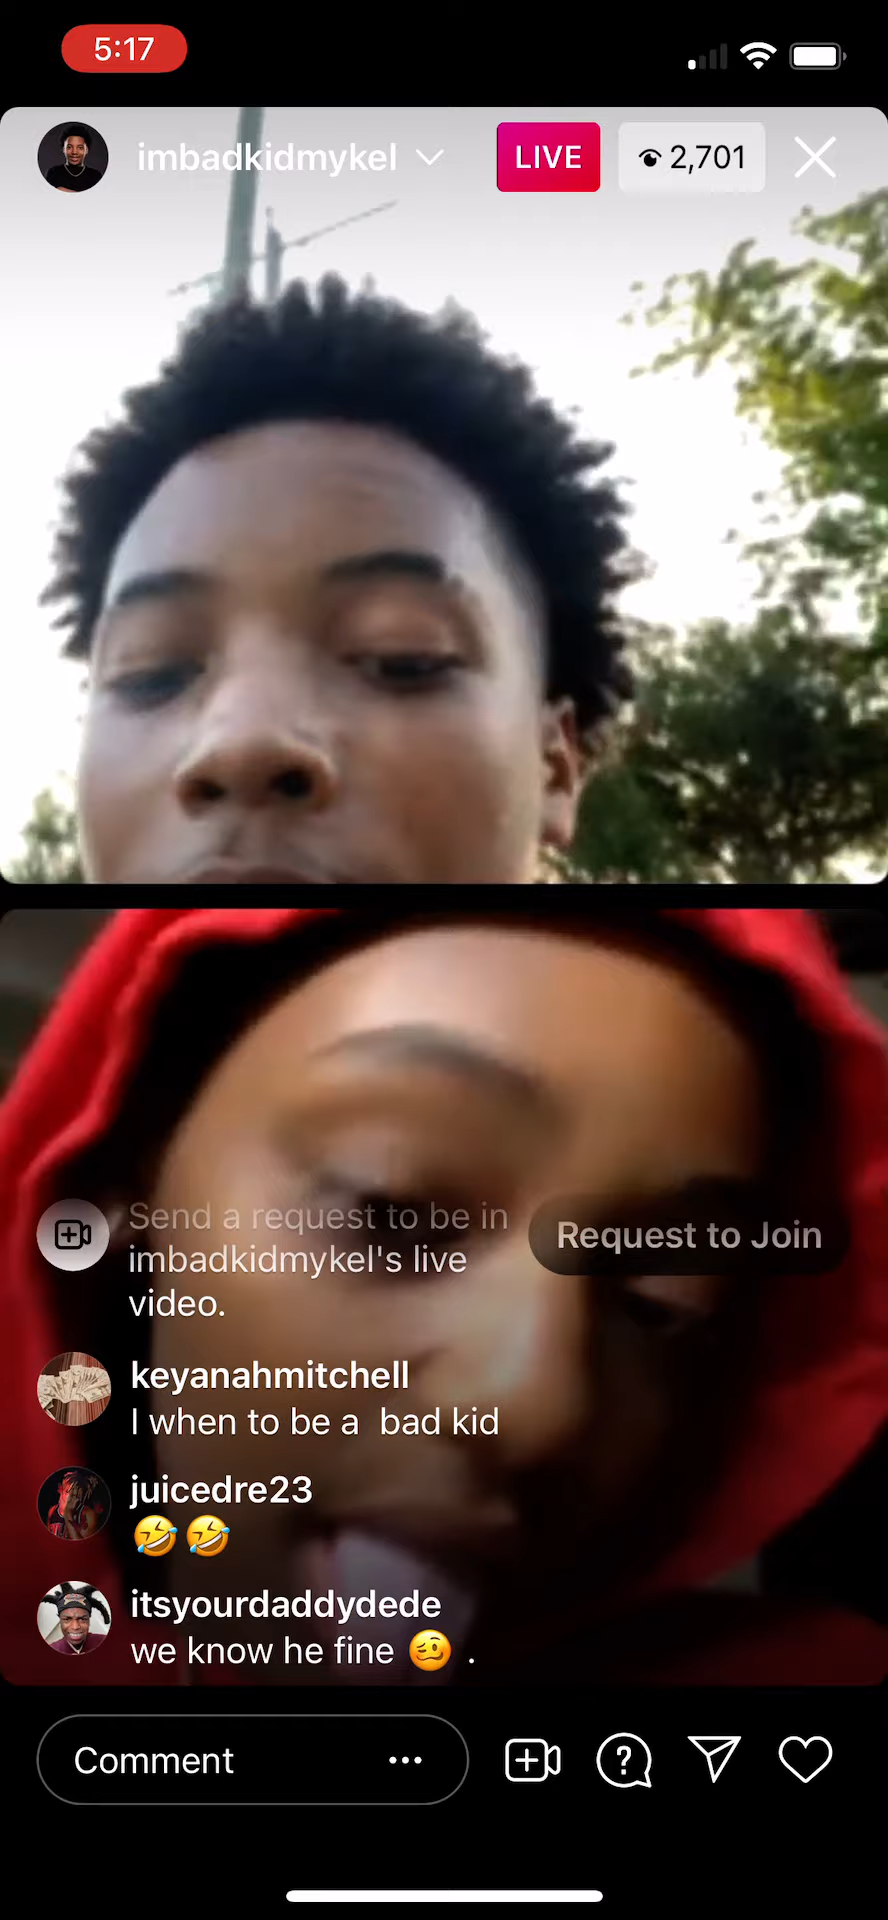 5:17
imbadkidmykel
LIVE
2,701
Send a request to be in
imbadkidmykel's live
video.
Request to Join
keyanahmitchell
I when to be a  bad kid
juicedre23
🤣🤣
itsyourdaddydede
we know he fine 🥴 .
Comment